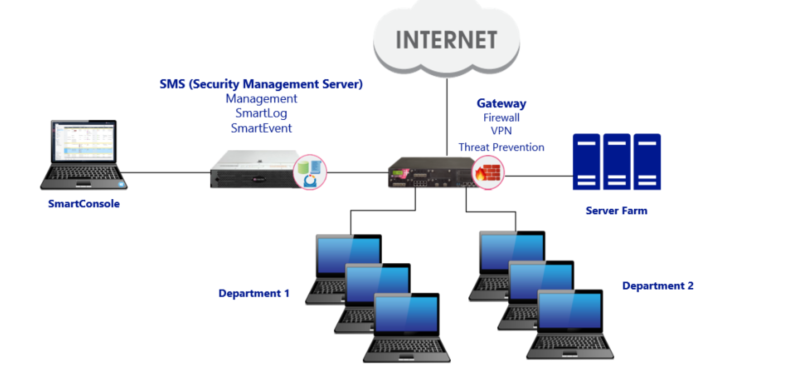 INTERNET
SMS (Security Management Server)
Management
SmartLog
SmartEvent
Gateway
Firewall
VPN
Threat Prevention
SmartConsole
Server Farm
Department 1
Department 2